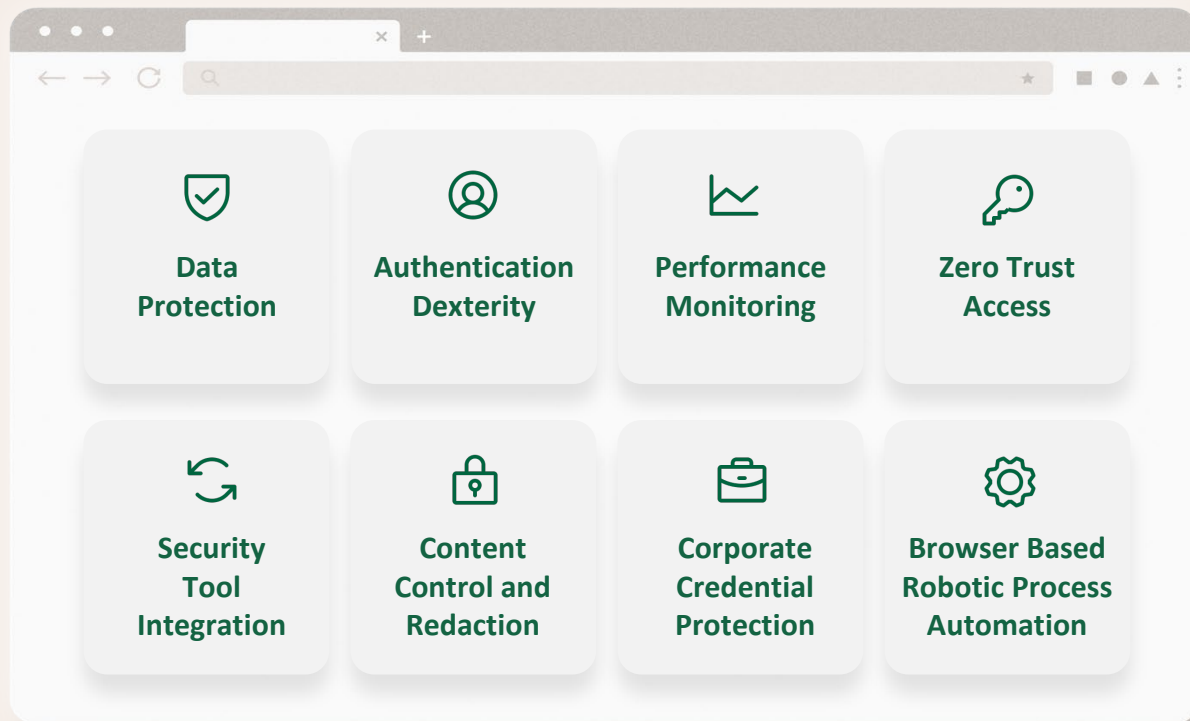 Data
Protection
Authentication
Dexterity
Performance
Monitoring
Zero Trust
Access
Security
Tool
Integration
Content
Control and
Redaction
Corporate
Credential
Protection
Browser Based
Robotic Process
Automation